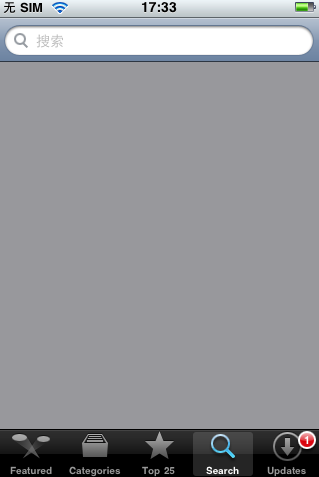 无 SIM 17:33
搜索
1
Featured Categories Top 25 Search Updates